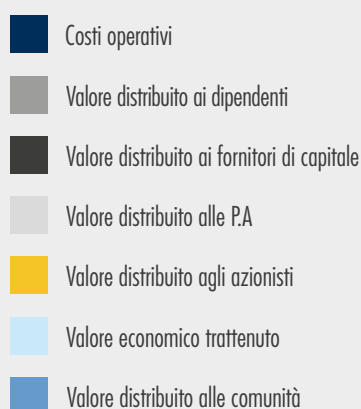 Costi operativi
Valore distribuito ai dipendenti
Valore distribuito ai fornitori di capitale
Valore distribuito alle P.A
Valore distribuito agli azionisti
Valore economico trattenuto
Valore distribuito alle comunità